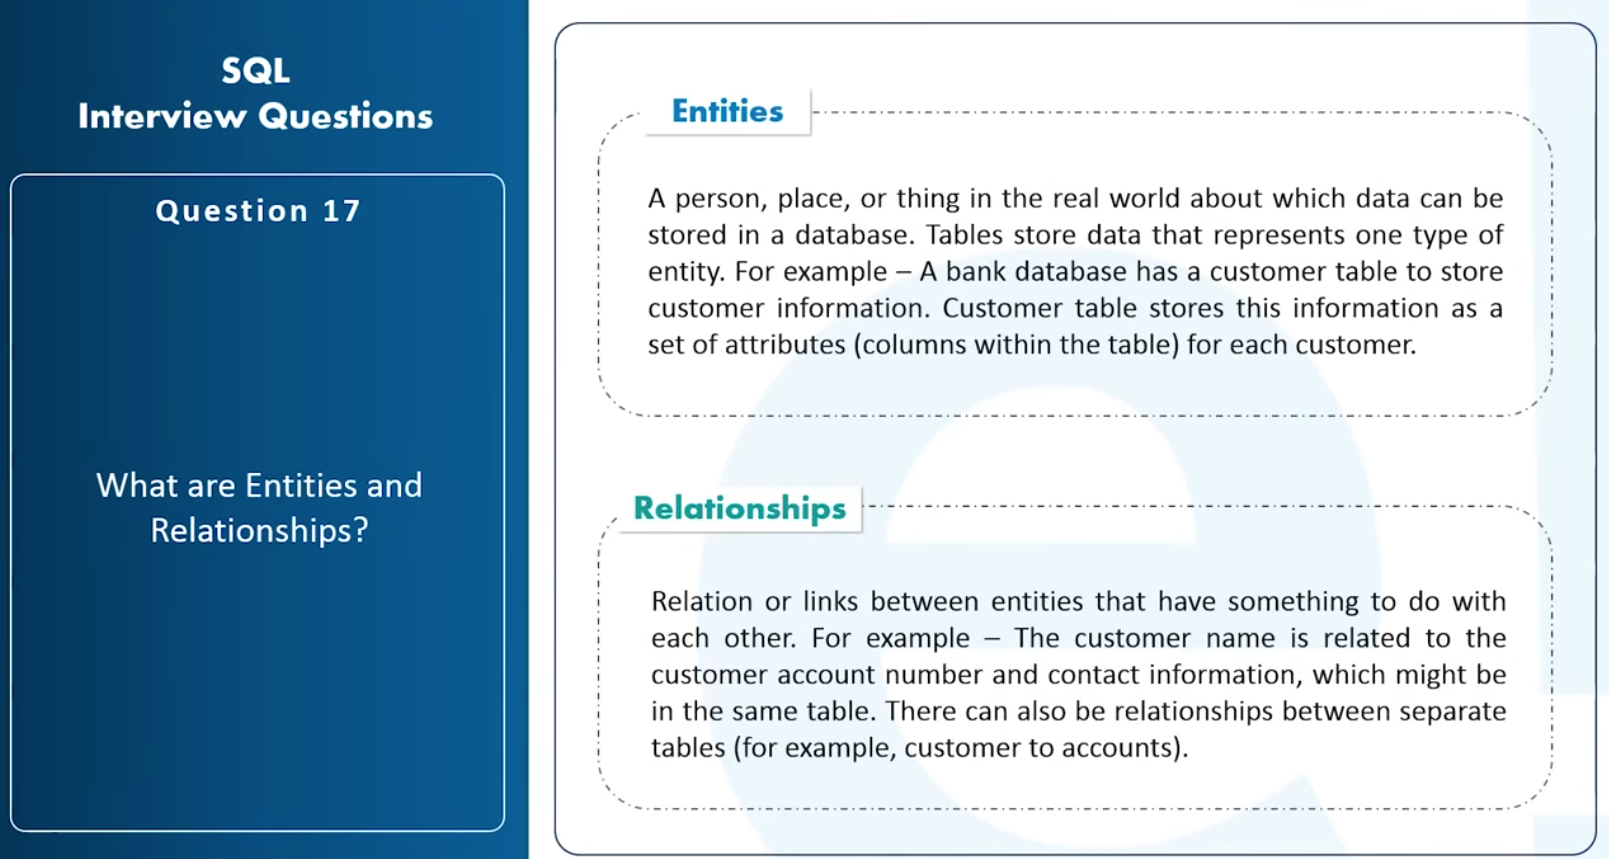 SQL
Interview Questions
Question 17
What are Entities and
Relationships?
Entities
A person, place, or thing in the real world about which data can be
stored in a database. Tables store data that represents one type of
entity. For example – A bank database has a customer table to store
customer information. Customer table stores this information as a
set of attributes (columns within the table) for each customer.
Relationships
Relation or links between entities that have something to do with
each other. For example – The customer name is related to the
customer account number and contact information, which might be
in the same table. There can also be relationships between separate
tables (for example, customer to accounts).